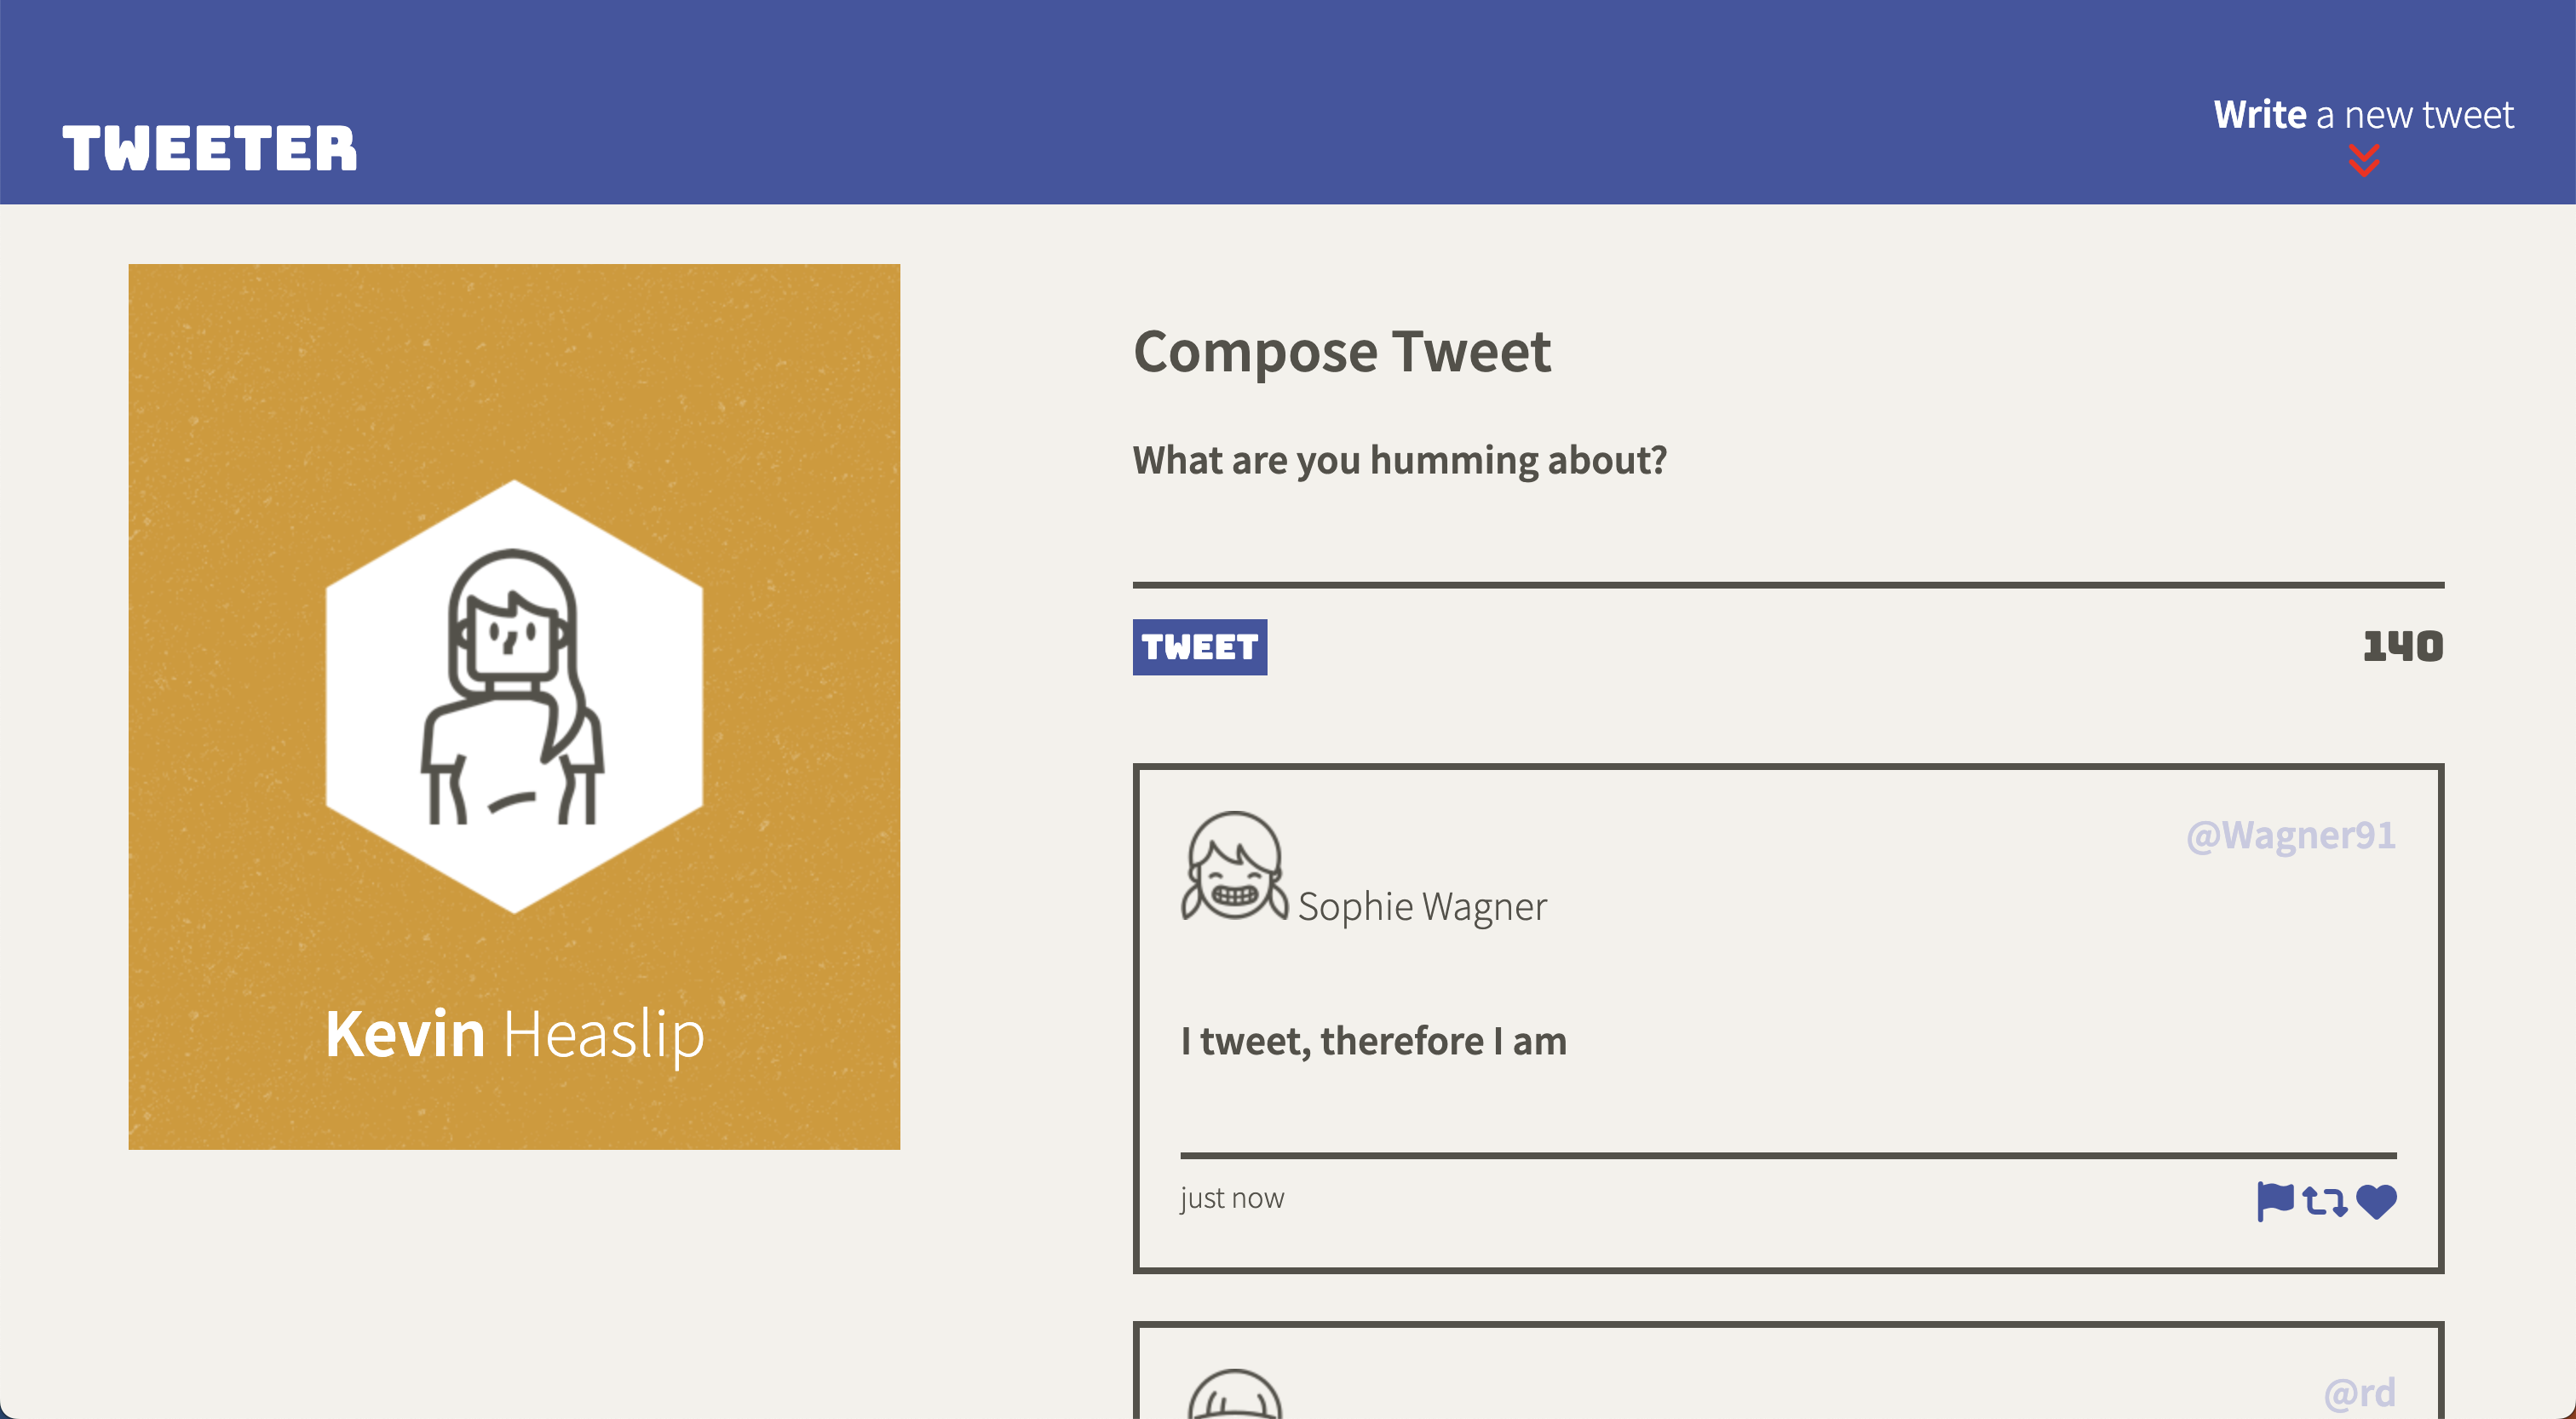 TWEETER
Write a new tweet
Kevin Heaslip
Compose Tweet
What are you humming about?
TWEET
140
@Wagner91
Sophie Wagner
I tweet, therefore I am
just now
@rd